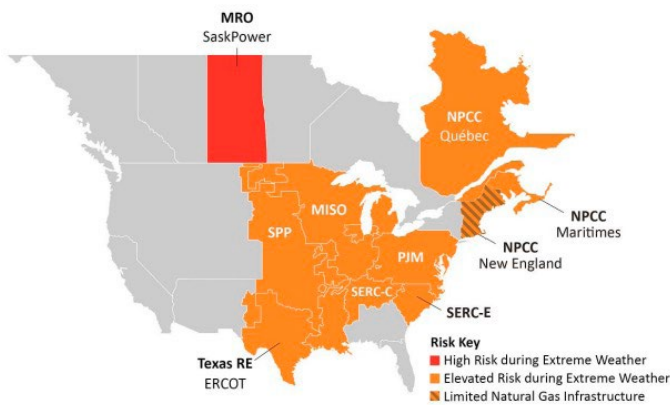 MRO
SaskPower
NPCC
Québec
MISO
SPP
PJM
NPCC
Maritimes
NPCC
New England
SERC-C
SERC-E
Texas RE
ERCOT
Risk Key
High Risk during Extreme Weather
Elevated Risk during Extreme Weather
Limited Natural Gas Infrastructure